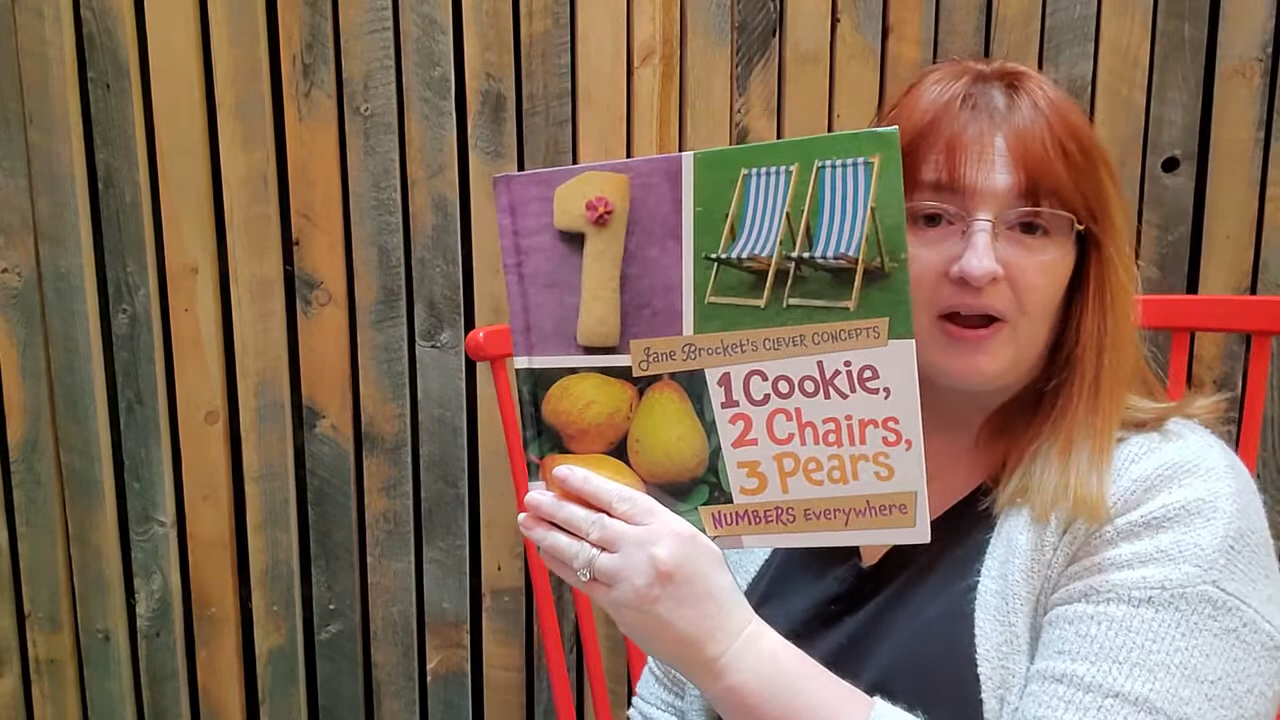 Jane Brocket's CLEVER CONCEPTS
1 Cookie,
2 Chairs,
3 Pears
NUMBERS Everywhere